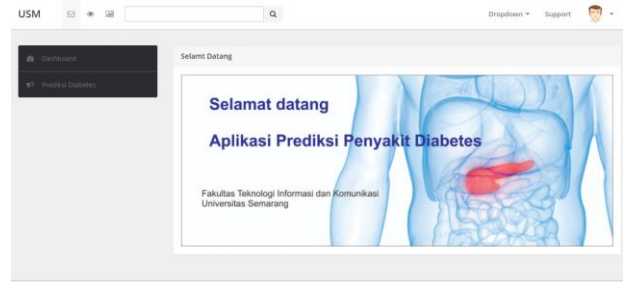 USM
Dropdown
Support
Dashboard
Prediksi Diabetes
Selamt Datang
Selamat datang
Aplikasi Prediksi Penyakit Diabetes
Fakultas Teknologi Informasi dan Komunikasi
Universitas Semarang